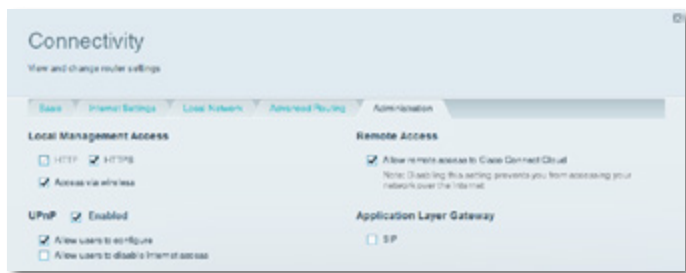 Connectivity
View and change router settings
Basic
Internet Settings
Local Network
Advanced Routing
Administration
Local Management Access
HTTP
HTTPS
Access via wireless
UPnP
Enabled
Allow users to configure
Allow users to disable Internet access
Remote Access
Allow remote access to Cisco Connect Cloud
Note: Disabling this setting prevents you from accessing your
network over the Internet
Application Layer Gateway
SIP